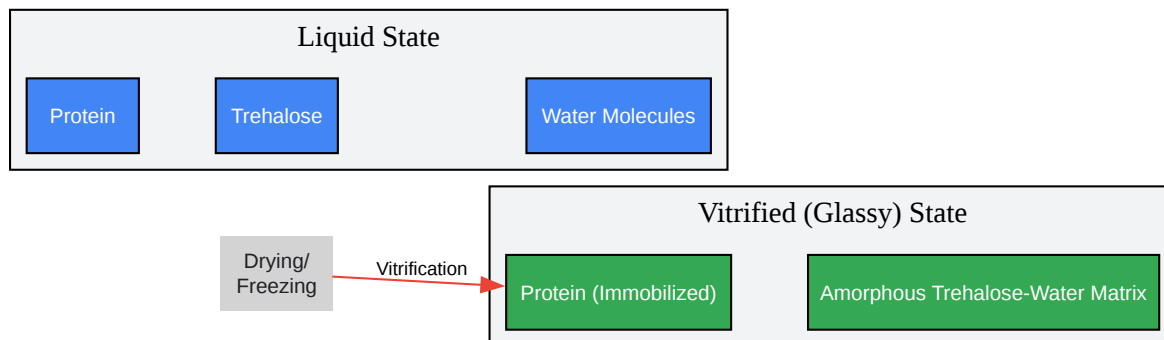 Liquid State
Protein
Trehalose
Water Molecules
Vitrified (Glassy) State
Drying/
Freezing
Vitrification
Protein (Immobilized)
Amorphous Trehalose-Water Matrix